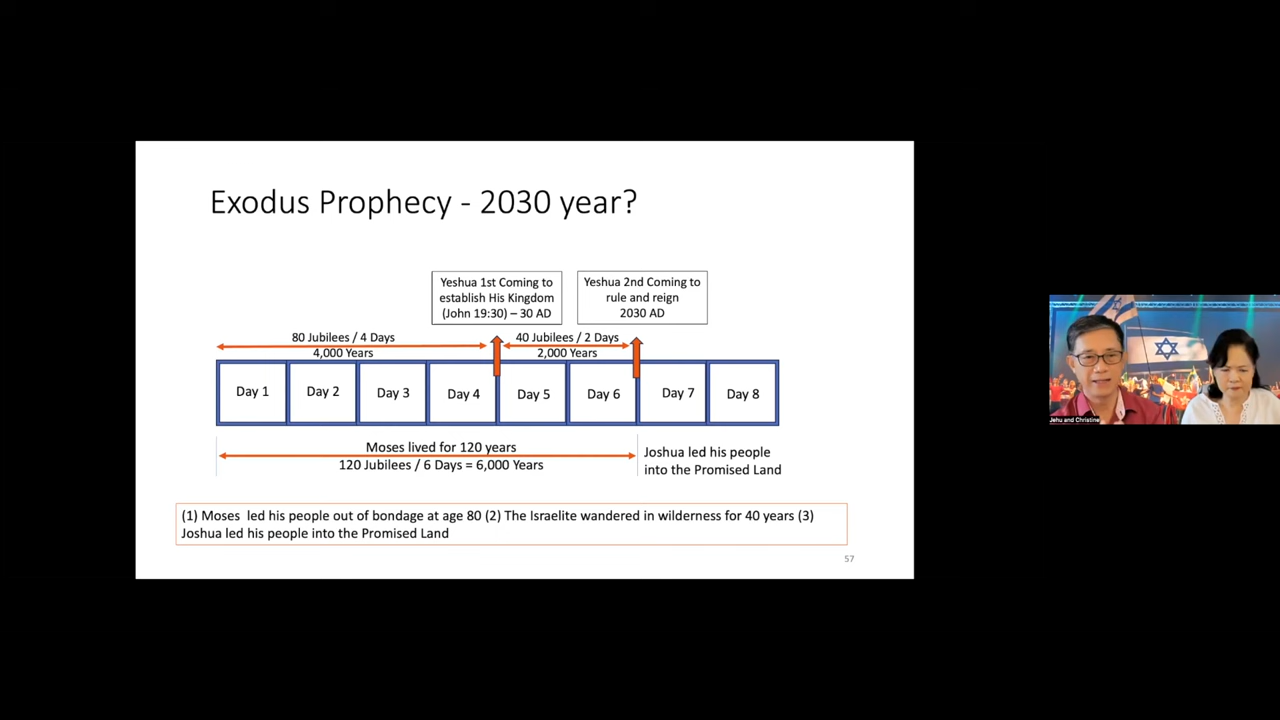 Exodus Prophecy - 2030 year?
Yeshua 1st Coming to
establish His Kingdom
(John 19:30) – 30 AD
Yeshua 2nd Coming to
rule and reign
2030 AD
80 Jubilees / 4 Days
4,000 Years
40 Jubilees / 2 Days
2,000 Years
Day 1
Day 2
Day 3
Day 4
Day 5
Day 6
Day 7
Day 8
Moses lived for 120 years
120 Jubilees / 6 Days = 6,000 Years
Joshua led his people
into the Promised Land
(1) Moses led his people out of bondage at age 80 (2) The Israelite wandered in wilderness for 40 years (3)
Joshua led his people into the Promised Land
57
Jehu and Christine